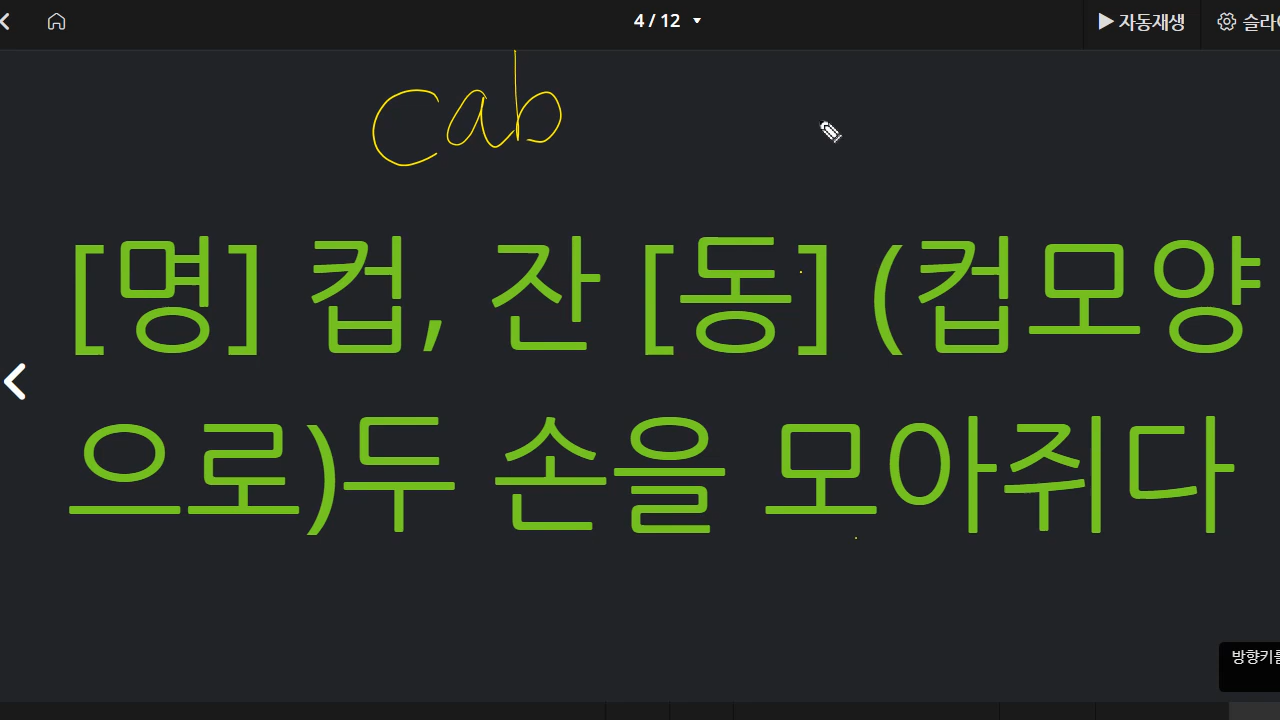 4 / 12
▶ 자동재생
cab
[명] 컵, 잔 [동] (컵모양
으로)두 손을 모아쥐다